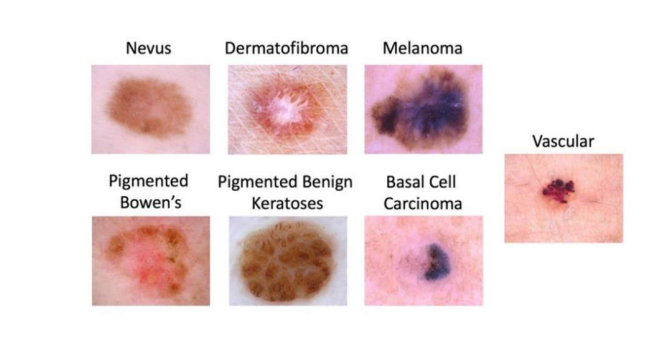 Nevus
Dermatofibroma
Melanoma
Vascular
Pigmented
Bowen's
Pigmented Benign
Keratoses
Basal Cell
Carcinoma